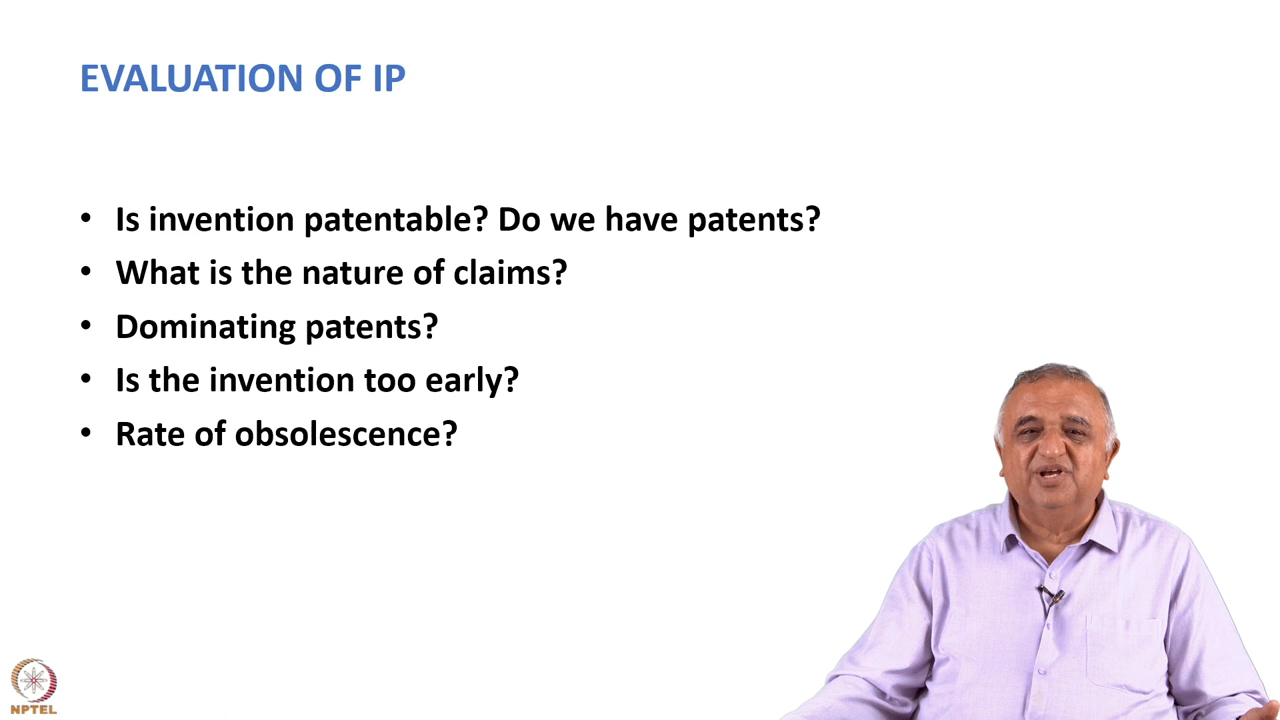 EVALUATION OF IP
• Is invention patentable? Do we have patents?
• What is the nature of claims?
• Dominating patents?
• Is the invention too early?
• Rate of obsolescence?
NPTEL